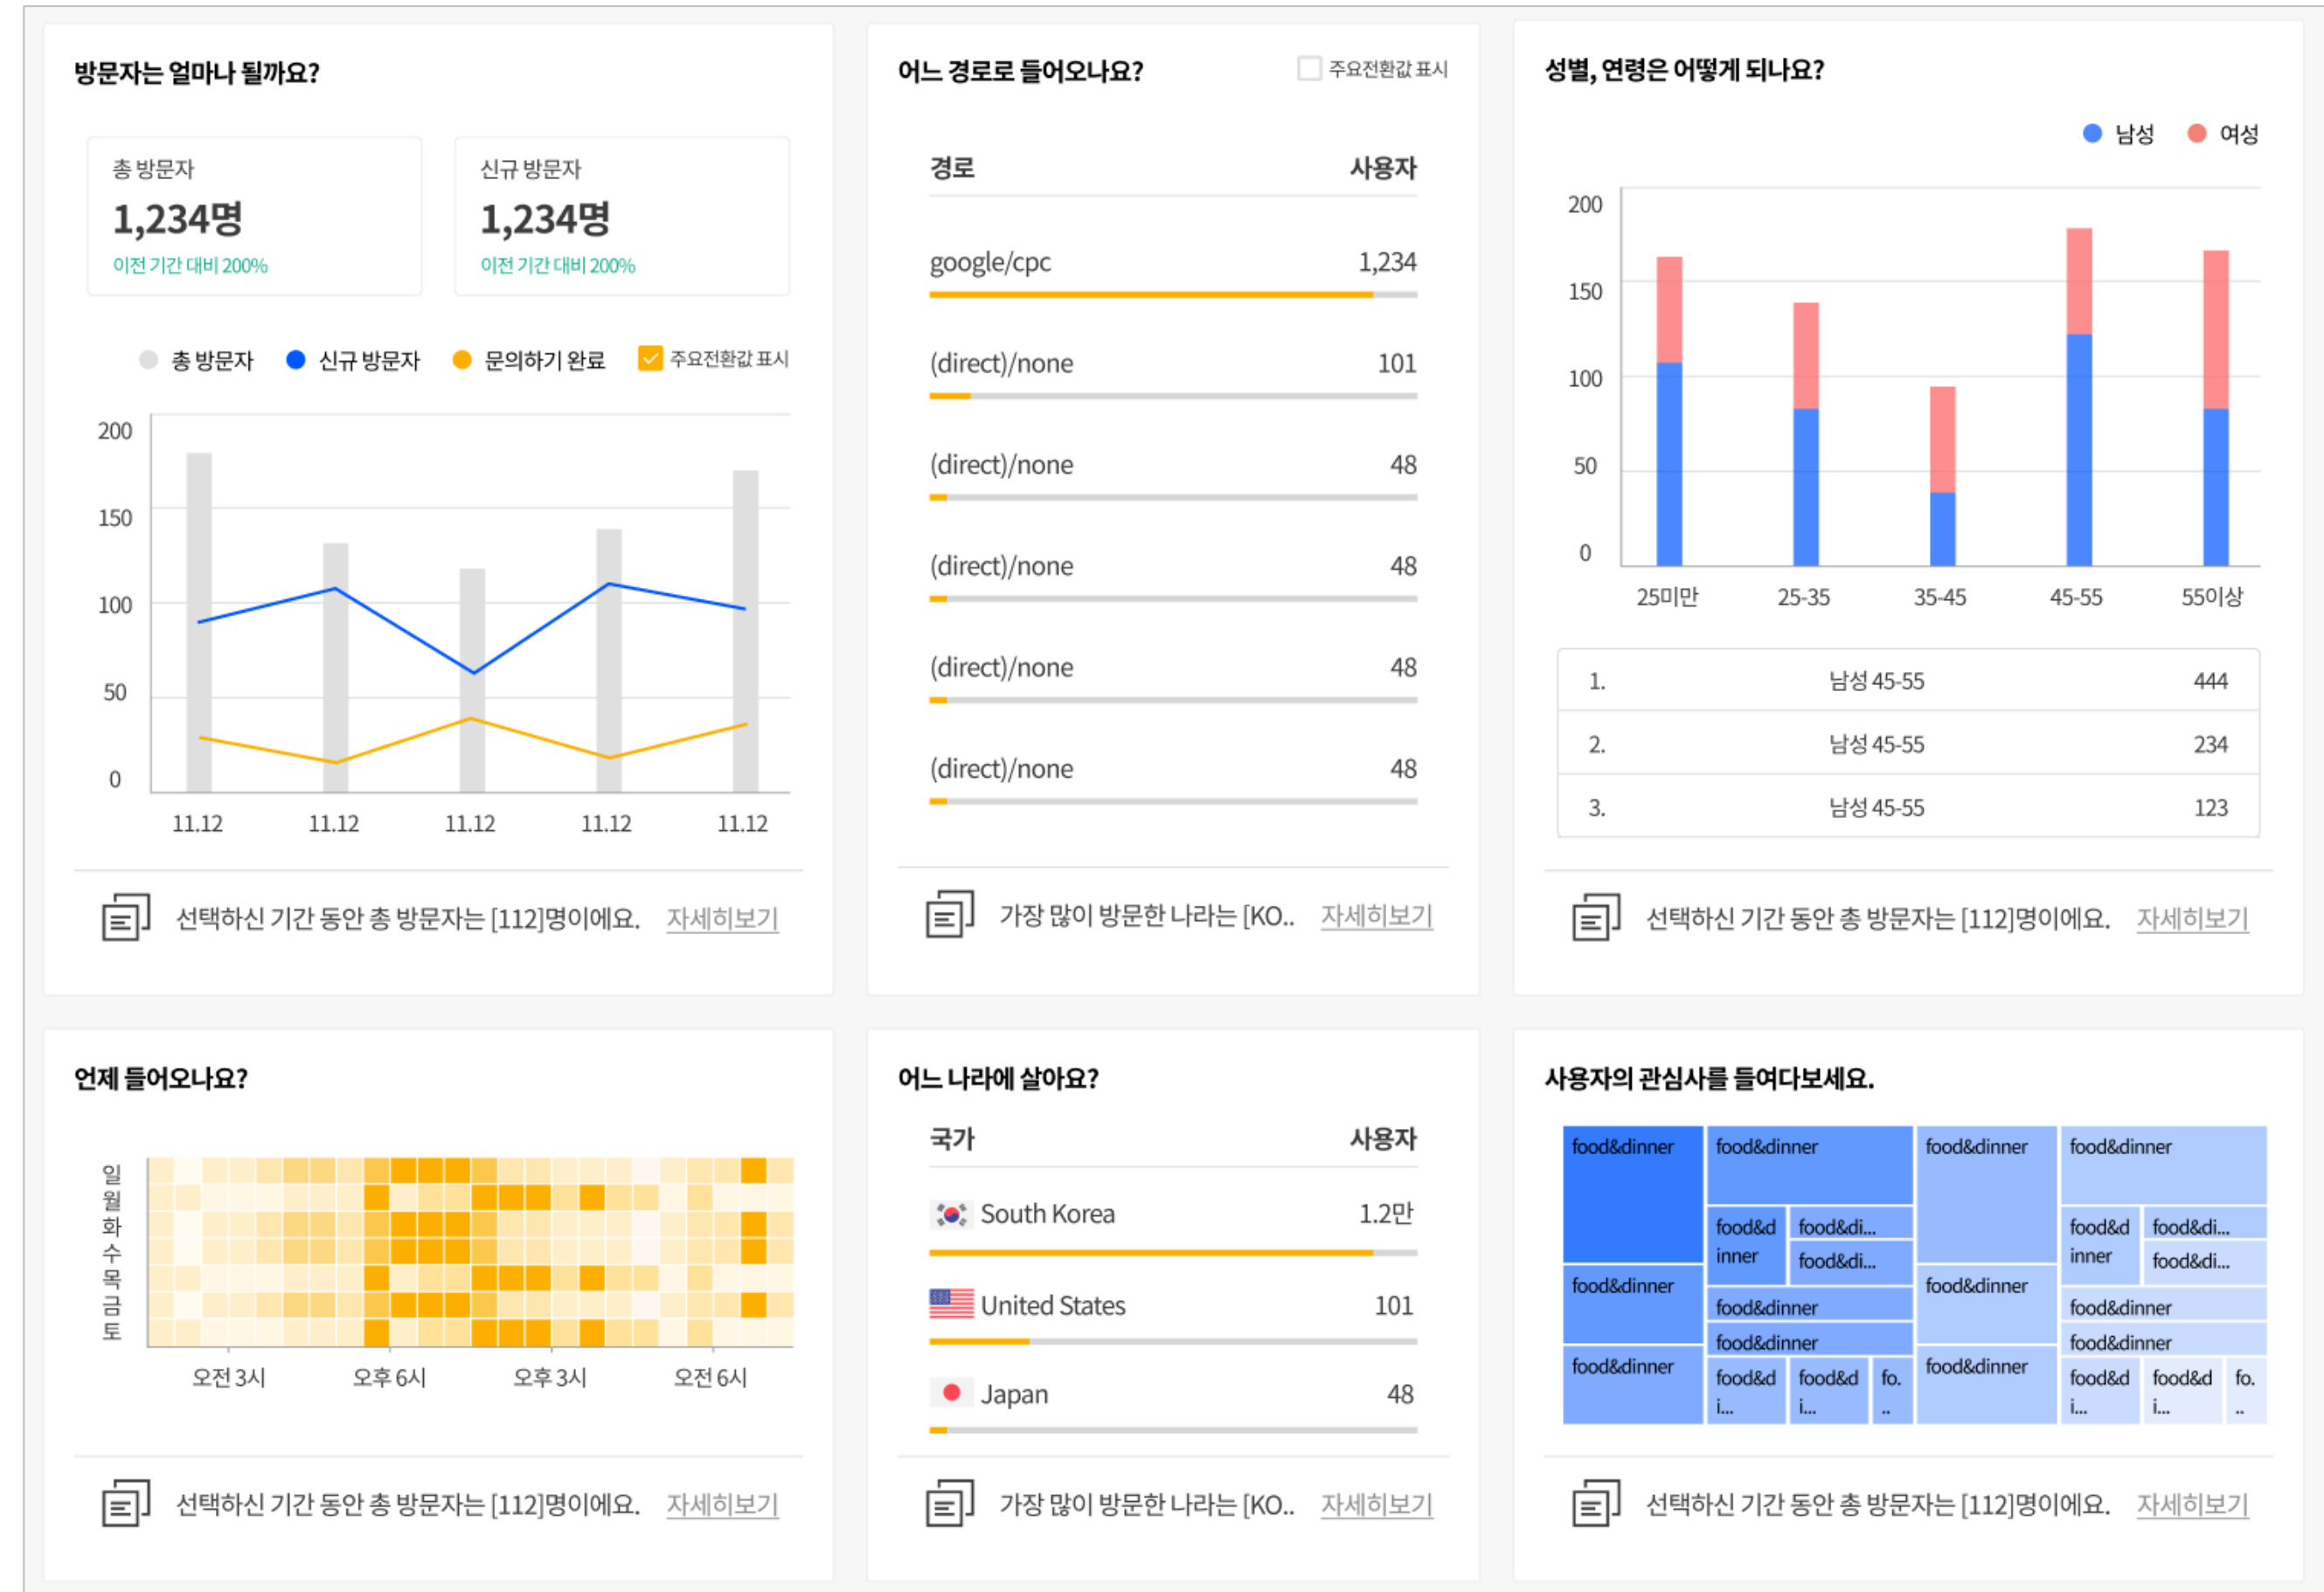 방문자는 얼마나 될까요?
총 방문자
1,234명
이전 기간 대비 200%
신규 방문자
1,234명
이전 기간 대비 200%
총 방문자 신규 방문자 문의하기 완료 주요전환값 표시
200
150
100
50
0
11.12 11.12 11.12 11.12 11.12
선택하신 기간 동안 총 방문자는 [112]명이에요. 자세히보기
어느 경로로 들어오나요? 주요전환값 표시
경로 사용자
google/cpc 1,234
(direct)/none 101
(direct)/none 48
(direct)/none 48
(direct)/none 48
(direct)/none 48
가장 많이 방문한 나라는 [KO.. 자세히보기
성별, 연령은 어떻게 되나요?
남성 여성
200
150
100
50
0
25미만 25-35 35-45 45-55 55이상
1. 남성 45-55 444
2. 남성 45-55 234
3. 남성 45-55 123
선택하신 기간 동안 총 방문자는 [112]명이에요. 자세히보기
언제 들어오나요?
일
월
화
수
목
금
토
오전 3시 오후 6시 오후 3시 오전 6시
선택하신 기간 동안 총 방문자는 [112]명이에요. 자세히보기
어느 나라에 살아요?
국가 사용자
South Korea 1.2만
United States 101
Japan 48
가장 많이 방문한 나라는 [KO.. 자세히보기
사용자의 관심사를 들여다보세요.
food&dinner
food&dinner
food&dinner
food&dinner
food&d
inner
food&di...
food&di...
food&dinner
food&dinner
food&d
i...
food&d
i...
fo.
..
food&dinner
food&dinner
food&dinner
food&dinner
food&d
inner
food&di...
food&di...
food&dinner
food&dinner
food&d
i...
food&d
i...
fo.
..
선택하신 기간 동안 총 방문자는 [112]명이에요. 자세히보기